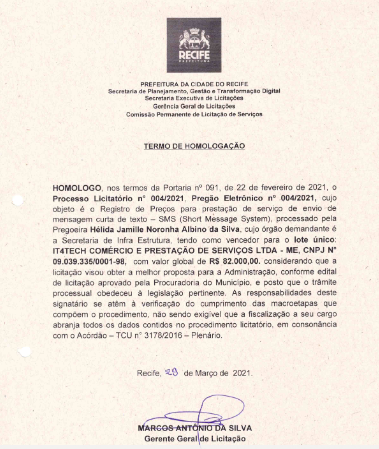 RECIFE
PREFEITURA
PREFEITURA DA CIDADE DO RECIFE
Secretaria de Planejamento, Gestão e Transformação Digital
Secretaria Executiva de Licitações
Gerência Geral de Licitações
Comissão Permanente de Licitação de Serviços
TERMO DE HOMOLOGAÇÃO
HOMOLOGO, nos termos da Portaria nº 091, de 22 de fevereiro de 2021, o
Processo Licitatório nº 004/2021, Pregão Eletrônico nº 004/2021, cujo
objeto é o Registro de Preços para prestação de serviço de envio de
mensagem curta de texto – SMS (Short Message System), processado pela
Pregoeira Hélida Jamille Noronha Albino da Silva, cujo órgão demandante é
a Secretaria de Infra Estrutura, tendo como vencedor para o lote único:
IT4TECH COMÉRCIO E PRESTAÇÃO DE SERVIÇOS LTDA - ME, CNPJ Nº
09.039.335/0001-98, com valor global de R$ 82.000,00. considerando que a
licitação visou obter a melhor proposta para a Administração, conforme edital
de licitação aprovado pela Procuradoria do Município, e posto que o trâmite
processual obedeceu à legislação pertinente. As responsabilidades deste
signatário se atêm à verificação do cumprimento das macroetapas que
compõem o procedimento, não sendo exigível que a fiscalização a seu cargo
abranja todos os dados contidos no procedimento licitatório, em consonância
com o Acórdão – TCU nº 3178/2016 – Plenário.
Recife, 29 de Março de 2021.
MARCOS ANTÔNIO DA SILVA
Gerente Geral de Licitação